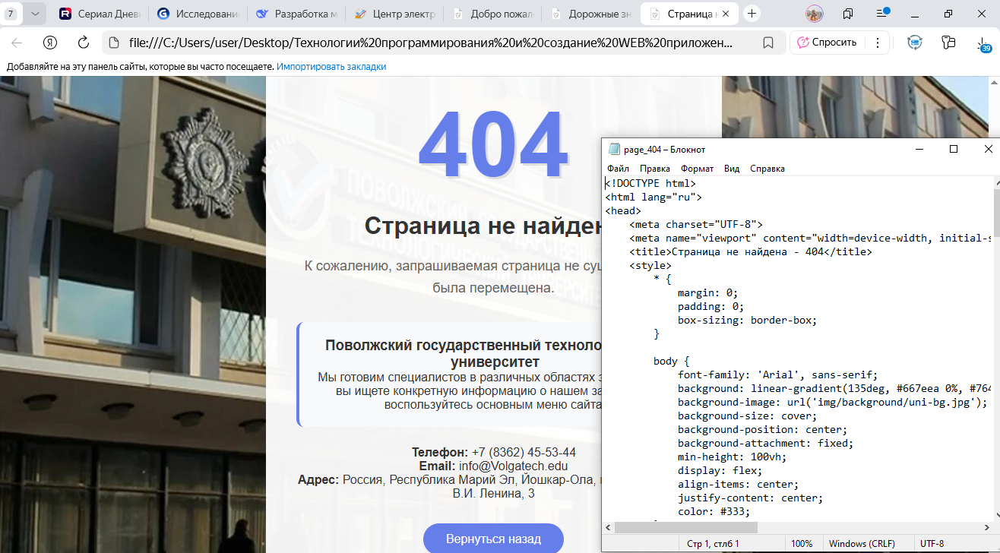 7
Сериал Днев
Исследовани
Разработка м
Центр электр
Добро пожал
Дорожные зн
Страница н
file:///C:/Users/user/Desktop/Технологии%20программирования%20и%20создание%20WEB%20приложен...
Спросить
39
Добавляйте на эту панель сайты, которые вы часто посещаете. Импортировать закладки
404
ПОВОЛЖСКИЙ ГОСУДАРСТВЕН
ТЕХНОЛОГИЧЕСКИЙ УНИВЕРСИТЕТ
Страница не найден
К сожалению, запрашиваемая страница не сущ
была перемещена.
Поволжский государственный техноло
университет
Мы готовим специалистов в различных областях з
вы ищете конкретную информацию о нашем за
воспользуйтесь основным меню сайта
Телефон: +7 (8362) 45-53-44
Email: info@Volgatech.edu
Адрес: Россия, Республика Марий Эл, Йошкар-Ола,
В.И. Ленина, 3
Вернуться назад
page_404 – Блокнот
Файл Правка Формат Вид Справка
<!DOCTYPE html>
<html lang="ru">
<head>
<meta charset="UTF-8">
<meta name="viewport" content="width=device-width, initial-s
<title>Страница не найдена - 404</title>
<style>
* {
margin: 0;
padding: 0;
box-sizing: border-box;
}
body {
font-family: 'Arial', sans-serif;
background: linear-gradient(135deg, #667eea 0%, #764
background-image: url('img/background/uni-bg.jpg');
background-size: cover;
background-position: center;
background-attachment: fixed;
min-height: 100vh;
display: flex;
align-items: center;
justify-content: center;
color: #333;
Стр 1, стлб 1
100%
Windows (CRLF)
UTF-8